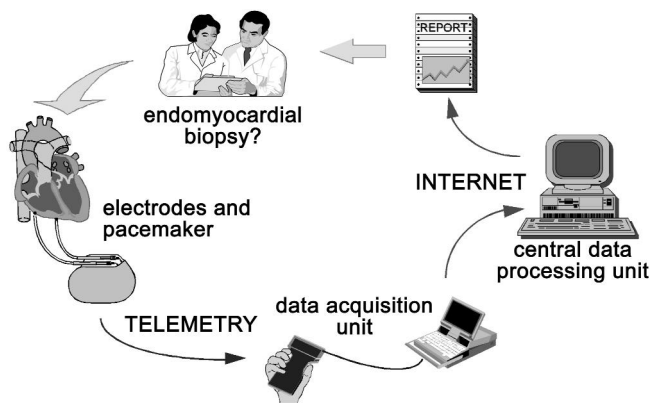 REPORT
endomyocardial
biopsy?
INTERNET
electrodes and
pacemaker
central data
processing unit
data acquisition
unit
TELEMETRY